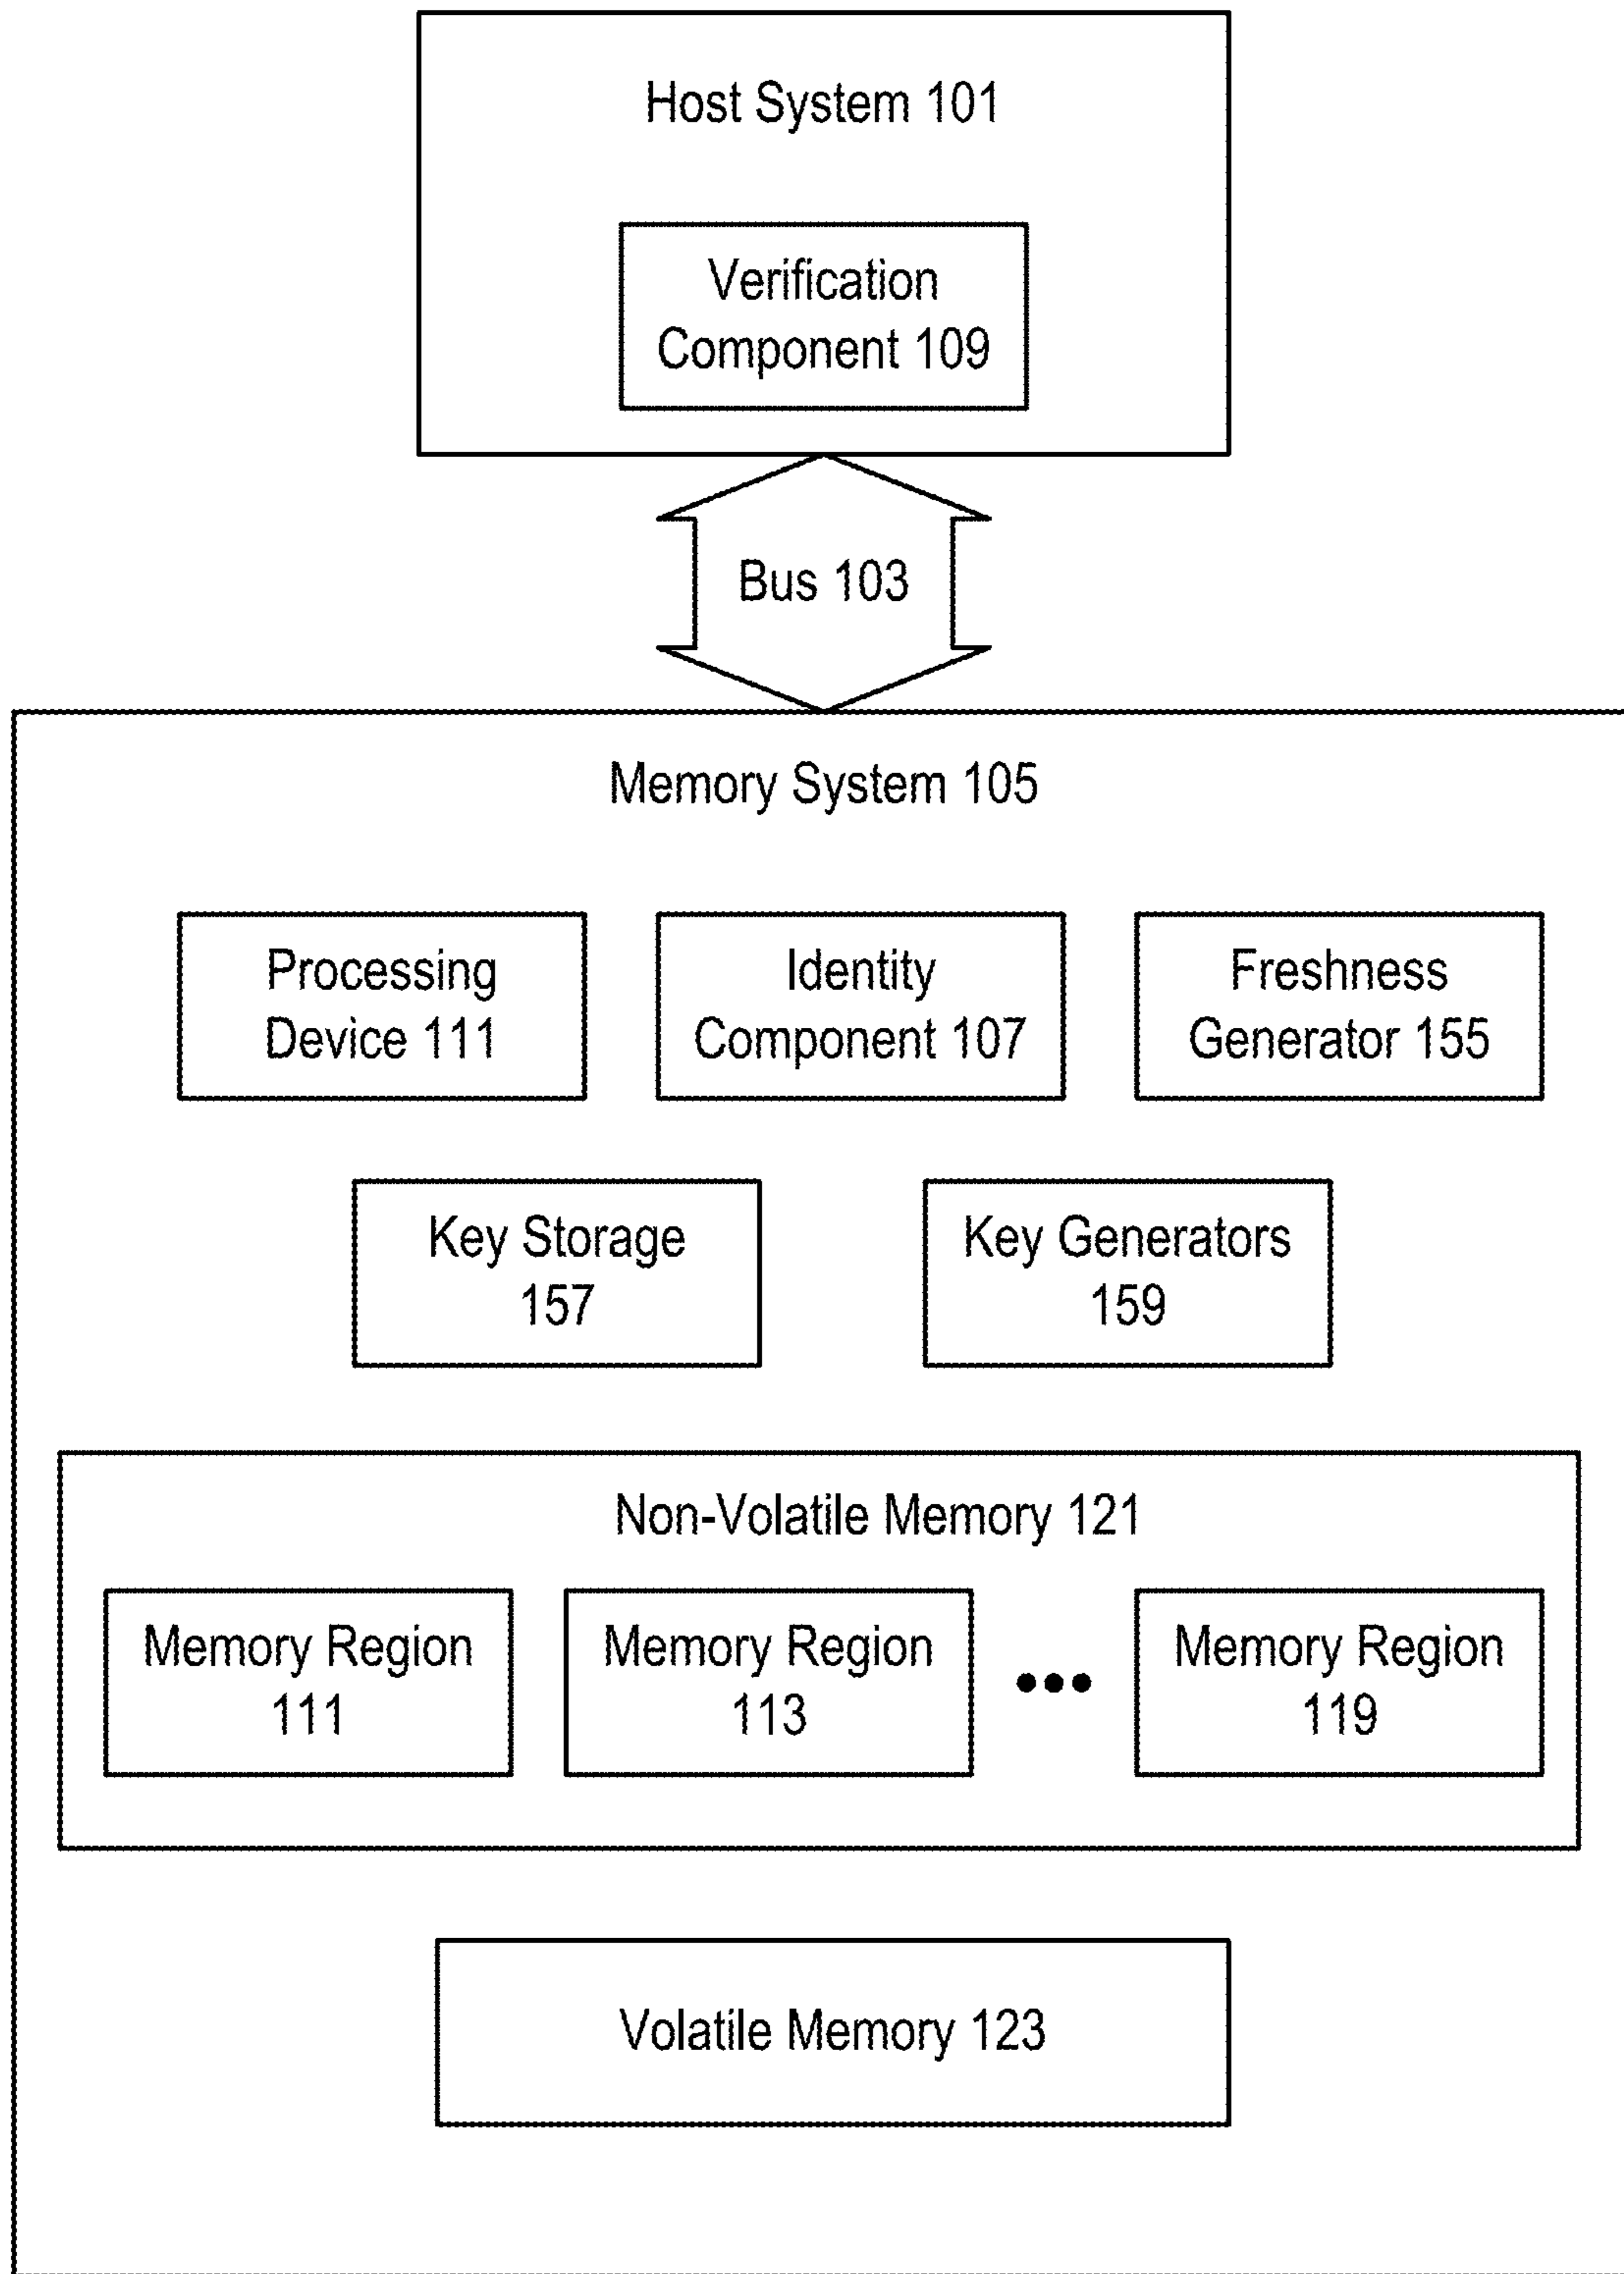 Host System 101
Verification
Component 109
Bus 103
Memory System 105
Processing
Device 111
Identity
Component 107
Freshness
Generator 155
Key Storage
157
Key Generators
159
Non-Volatile Memory 121
Memory Region
111
Memory Region
113
•••
Memory Region
119
Volatile Memory 123